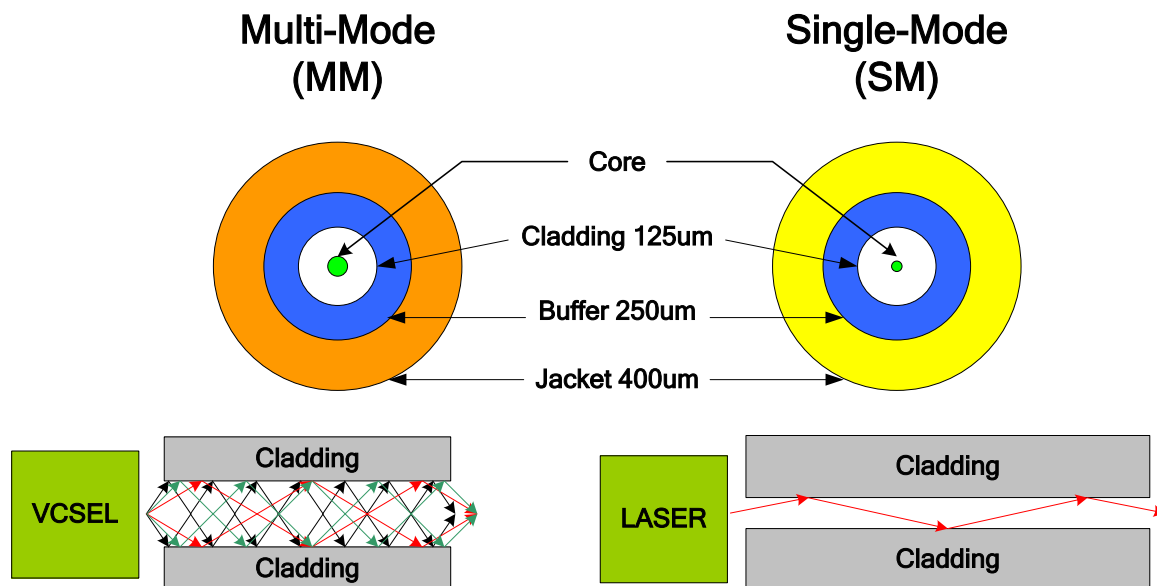 Multi-Mode
(MM)
Single-Mode
(SM)
Core
Cladding 125um
Buffer 250um
Jacket 400um
VCSEL
Cladding
Cladding
LASER
Cladding
Cladding